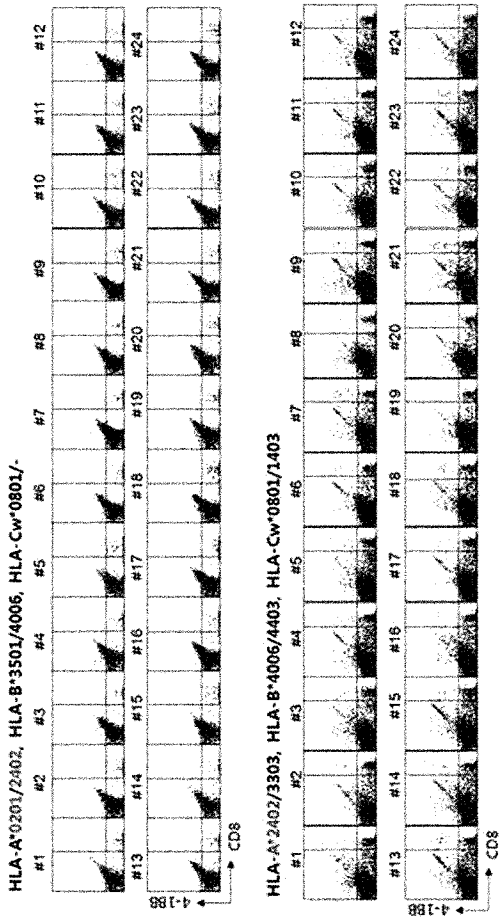 HLA-A*0201/2402, HLA-B*3501/4006, HLA-Cw*0801/-
#1 #2 #3 #4 #5 #6 #7 #8 #9 #10 #11 #12
#13 #14 #15 #16 #17 #18 #19 #20 #21 #22 #23 #24
4-1BB
CD8
HLA-A*2402/3303, HLA-B*4006/4403, HLA-Cw*0801/1403
#1 #2 #3 #4 #5 #6 #7 #8 #9 #10 #11 #12
#13 #14 #15 #16 #17 #18 #19 #20 #21 #22 #23 #24
4-1BB
CD8